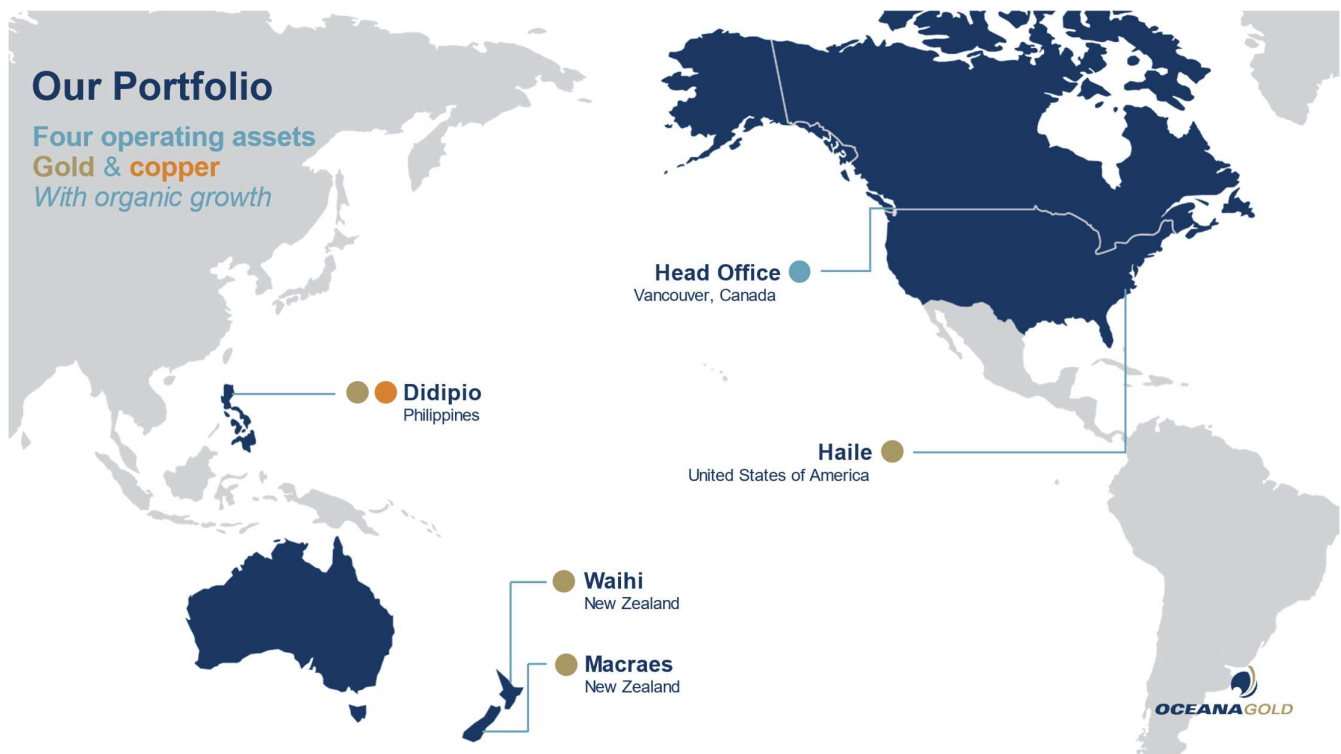 Our Portfolio
Four operating assets
Gold & copper
With organic growth
Head Office
Vancouver, Canada
Didipio
Philippines
Haile
United States of America
Waihi
New Zealand
Macraes
New Zealand
OCEANAGOLD